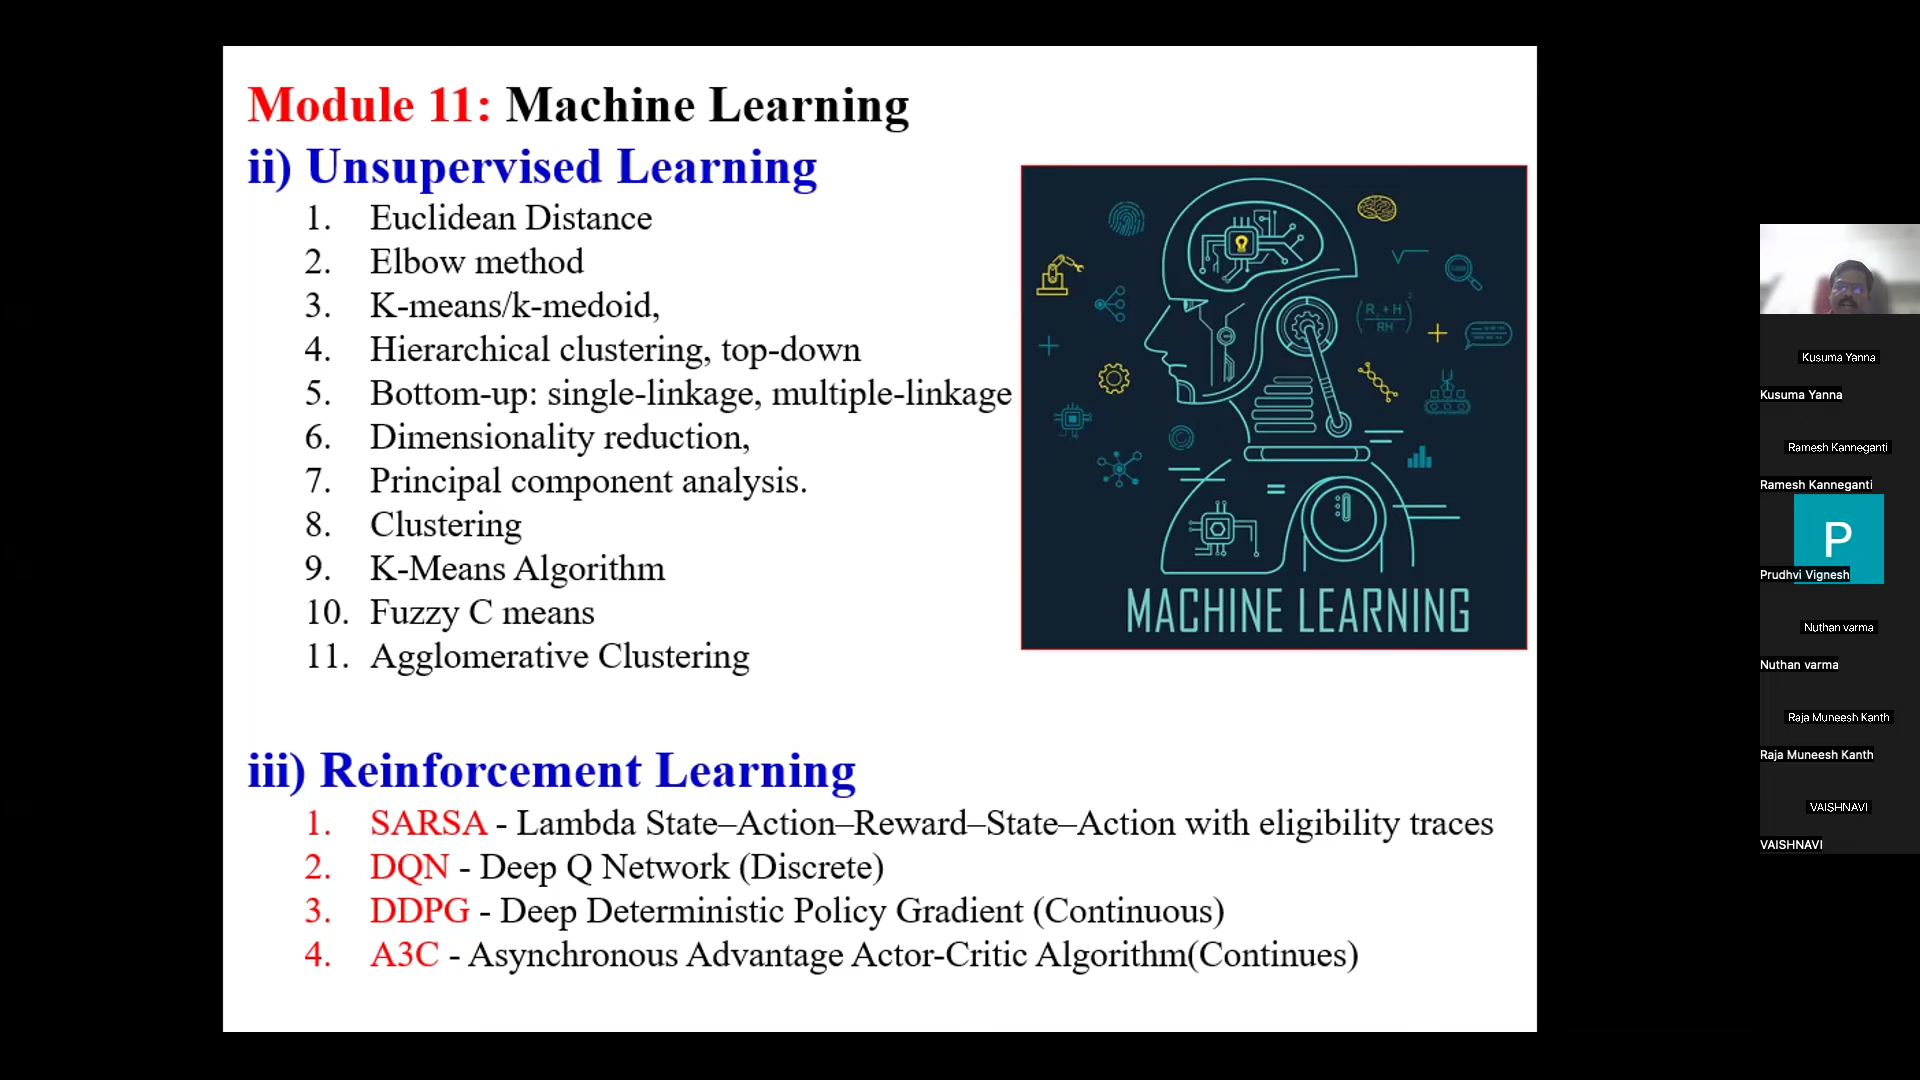 Module 11: Machine Learning
ii) Unsupervised Learning
1. Euclidean Distance
2. Elbow method
3. K-means/k-medoid,
4. Hierarchical clustering, top-down
5. Bottom-up: single-linkage, multiple-linkage
6. Dimensionality reduction,
7. Principal component analysis.
8. Clustering
9. K-Means Algorithm
10. Fuzzy C means
11. Agglomerative Clustering
MACHINE LEARNING
iii) Reinforcement Learning
1. SARSA - Lambda State–Action–Reward–State–Action with eligibility traces
2. DQN - Deep Q Network (Discrete)
3. DDPG - Deep Deterministic Policy Gradient (Continuous)
4. A3C - Asynchronous Advantage Actor-Critic Algorithm(Continues)
Kusuma Yanna
Kusuma Yanna
Ramesh Kanneganti
Ramesh Kanneganti
P
Prudhvi Vignesh
Nuthan varma
Nuthan varma
Raja Muneesh Kanth
Raja Muneesh Kanth
VAISHNAVI
VAISHNAVI